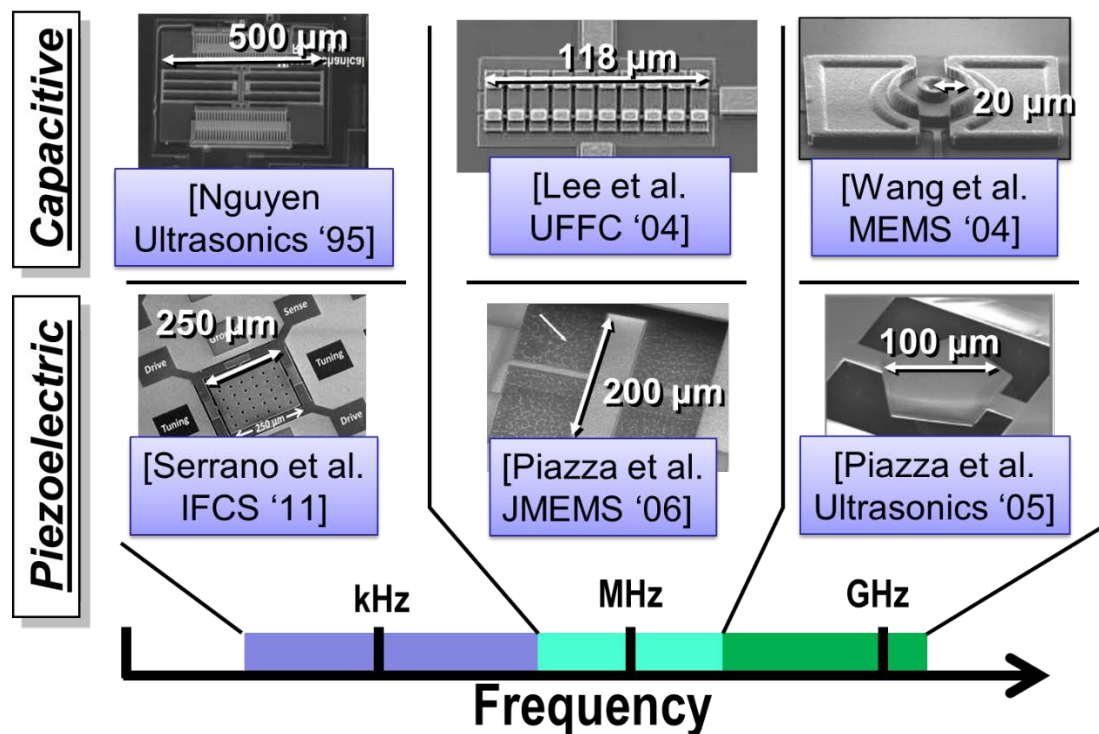 Capacitive
500 µm
chanical
[Nguyen
Ultrasonics ‘95]
118 µm
[Lee et al.
UFFC ‘04]
20 µm
[Wang et al.
MEMS ‘04]
Piezoelectric
250 µm
Sense
Drive
Tuning
250 µm
Tuning
Drive
[Serrano et al.
IFCS ‘11]
200 µm
[Piazza et al.
JMEMS ‘06]
100 µm
[Piazza et al.
Ultrasonics ‘05]
kHz
MHz
GHz
Frequency